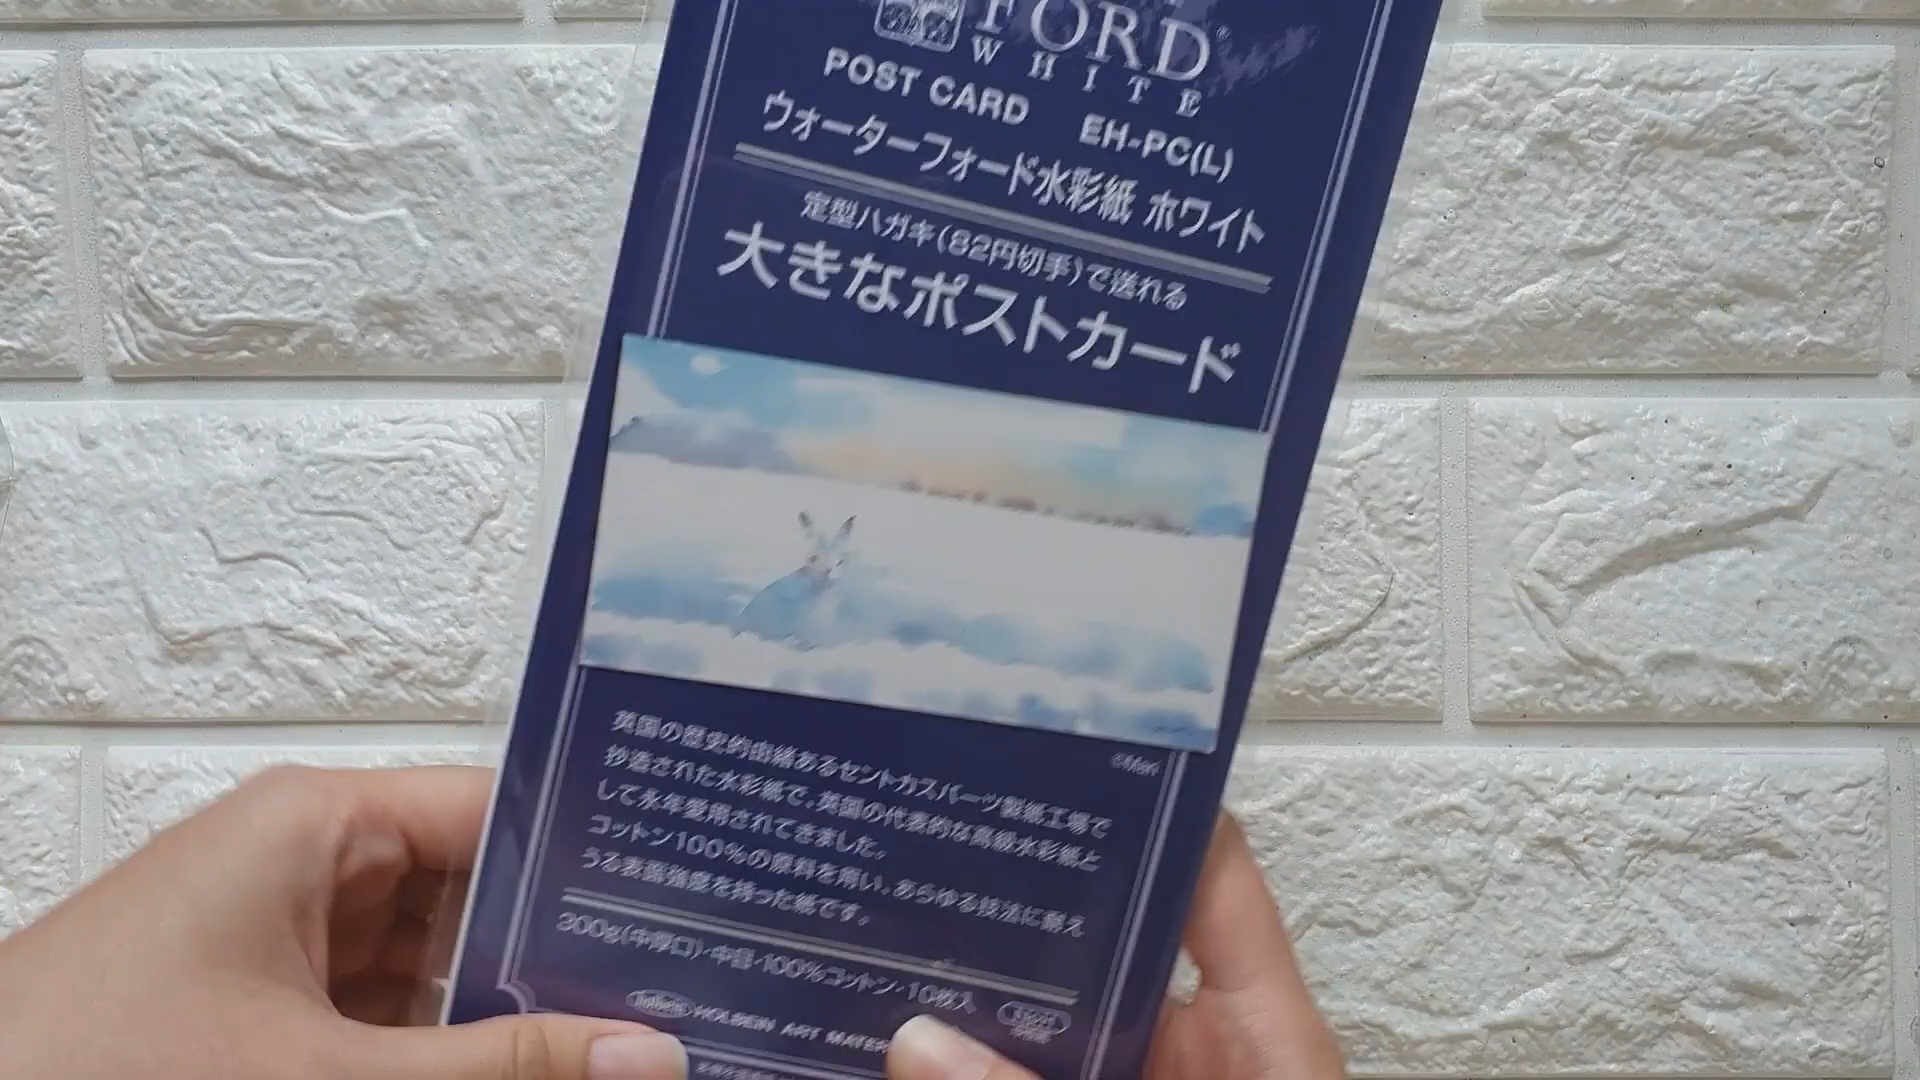 FORD®
WHITE
POST CARD EH-PC(L)
ウォーターフォード水彩紙 ホワイト
定型ハガキ(82円切手)で送れる
大きなポストカード
©Mari
英国の歴史的由緒あるセントカスバーツ製紙工場で
抄造された水彩紙で、英国の代表的な高級水彩紙と
して永年愛用されてきました。
コットン100%の原料を用い、あらゆる技法に耐え
うる表面強度を持った紙です。
300g(中厚口)・中目・100%コットン・10枚入
HOLBEIN ART MATER